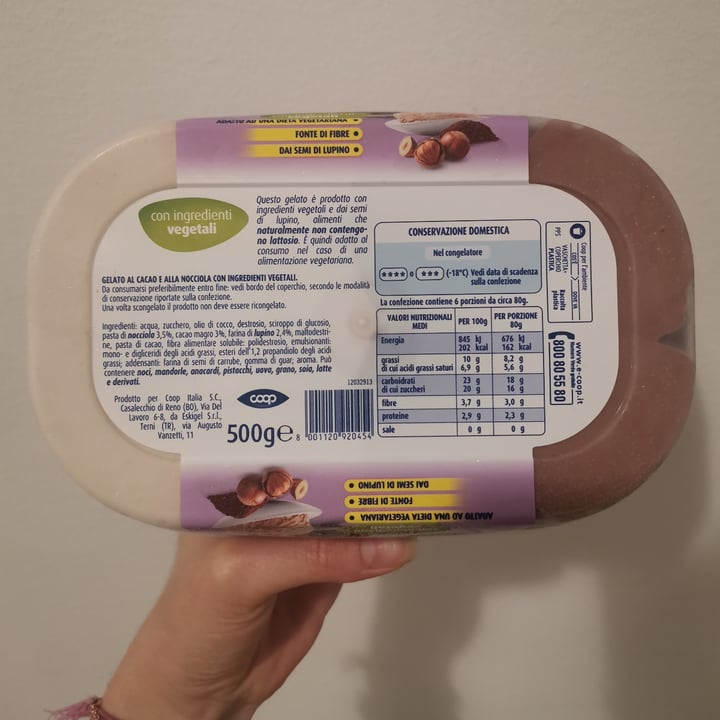 ADATTO AD UNA DIETA VEGETARIANA •
FONTE DI FIBRE •
DAI SEMI DI LUPINO •
con ingredienti
vegetali
Questo gelato è prodotto con
ingredienti vegetali e dai semi
di lupino, alimenti che
naturalmente non contengo-
no lattosio. È quindi adatto al
consumo nel caso di una
alimentazione vegetariana.
GELATO AL CACAO E ALLA NOCCIOLA CON INGREDIENTI VEGETALI.
Da consumarsi preferibilmente entro fine: vedi bordo del coperchio, secondo le modalità
di conservazione riportate sulla confezione.
Una volta scongelato il prodotto non deve essere ricongelato.
Ingredienti: acqua, zucchero, olio di cocco, destrosio, sciroppo di glucosio,
pasta di nocciola 3,5%, cacao magro 3%, farina di lupino 2,4%, maltodestri-
ne, pasta di cacao, fibra alimentare solubile: polidestrosio, emulsionanti:
mono- e digliceridi degli acidi grassi, esteri dell'1,2 propandiolo degli acidi
grassi; addensanti: farina di semi di carrube, gomma di guar; aroma. Può
contenere noci, mandorle, anacardi, pistacchi, uova, grano, soia, latte
e derivati.
12032913
Prodotto per Coop Italia S.C.,
Casalecchio di Reno (BO), Via Del
Lavoro 6-8, da Eskigel S.r.l.,
Terni (TR), via Augusto
Vanzetti, 11
coop
500g e
8 001120 920454
CONSERVAZIONE DOMESTICA
Nel congelatore
**** o *** (-18°C) Vedi data di scadenza
sulla confezione
La confezione contiene 6 porzioni da circa 80g.
VALORI NUTRIZIONALI MEDI PER 100g PER PORZIONE 80g
Energia 845 kJ 676 kJ
202 kcal 162 kcal
grassi 10 g 8,2 g
di cui acidi grassi saturi 6,9 g 5,6 g
carboidrati 23 g 18 g
di cui zuccheri 20 g 16 g
fibre 3,7 g 3,0 g
proteine 2,9 g 2,3 g
sale 0 g 0 g
Coop per l'ambiente
COS'È DOVE VA
VASCHETTA+
COPERCHIO
PLASTICA
Raccolta
plastica
PP5
www.e-coop.it
800 80 55 80
ADATTO AD UNA DIETA VEGETARIANA •
FONTE DI FIBRE •
DAI SEMI DI LUPINO •